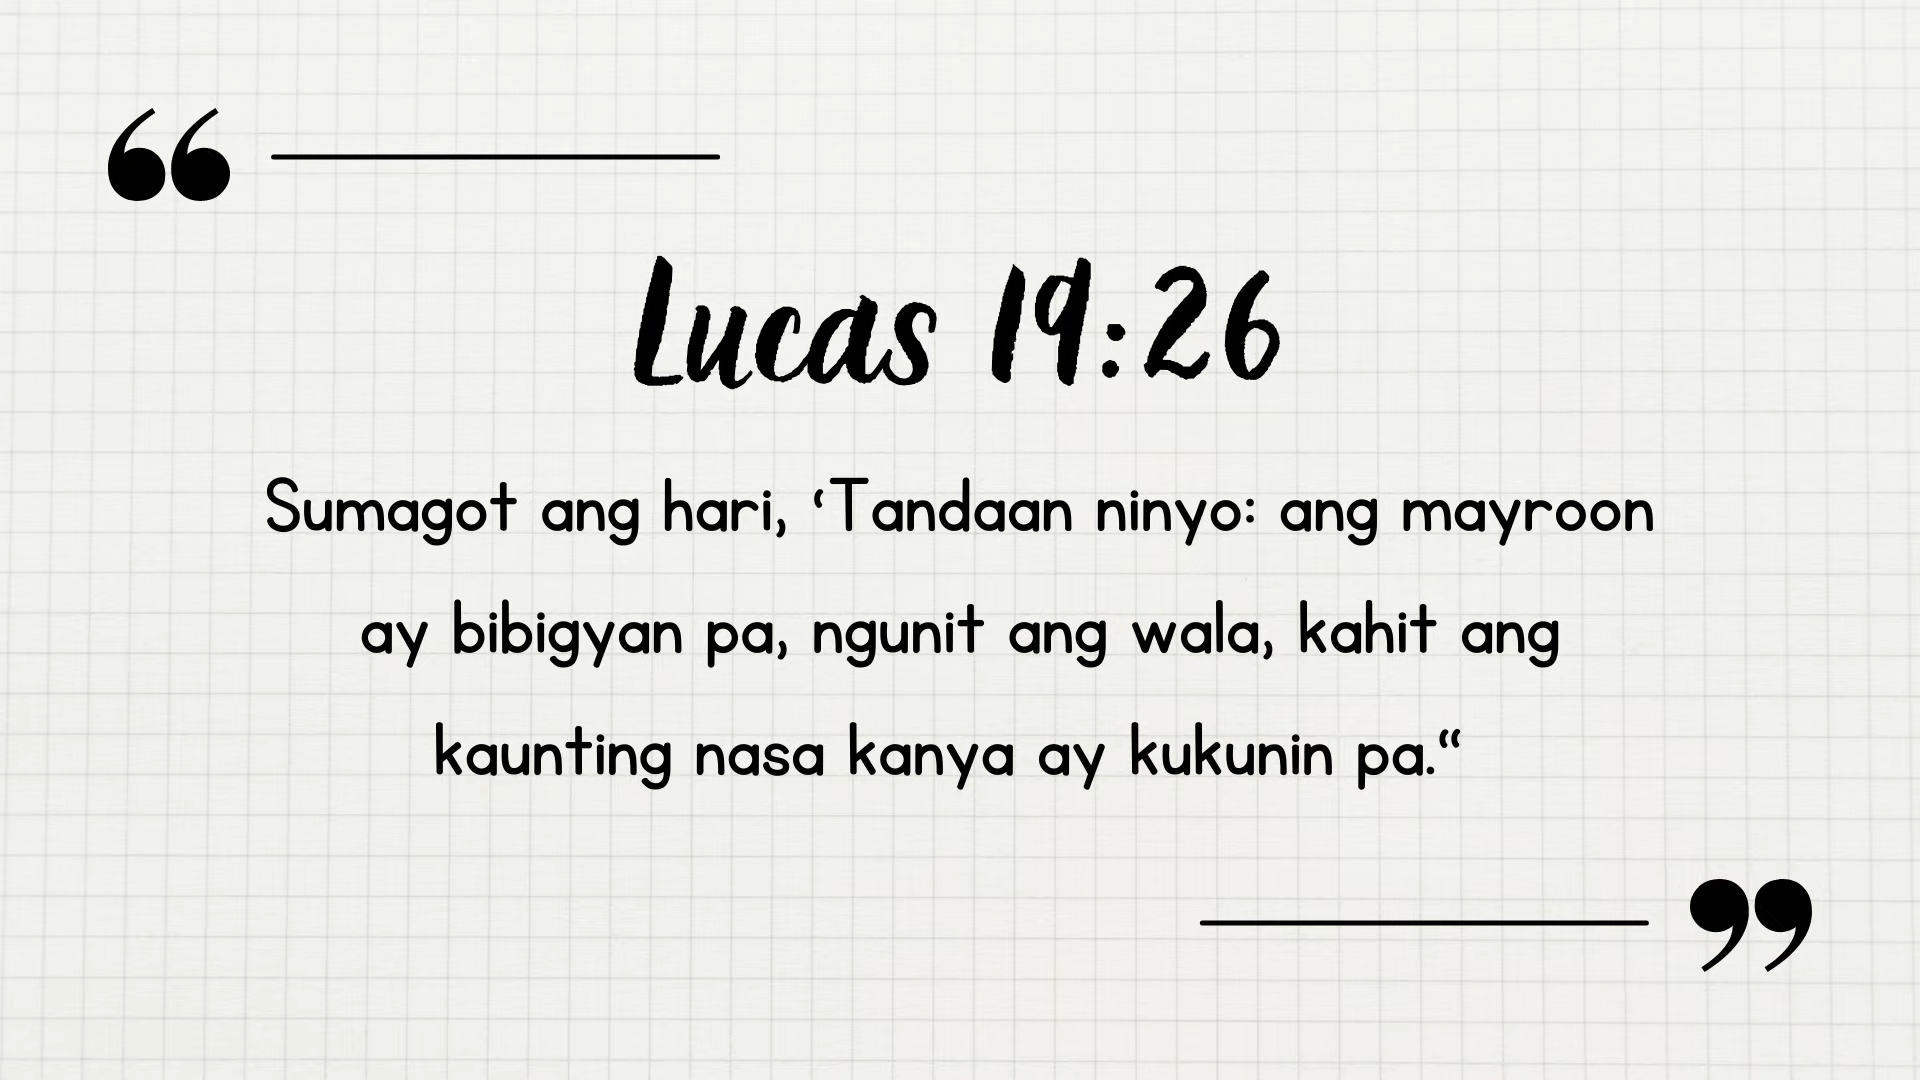 “
Lucas 19:26
Sumagot ang hari, ‘Tandaan ninyo: ang mayroon
ay bibigyan pa, ngunit ang wala, kahit ang
kaunting nasa kanya ay kukunin pa.“
”